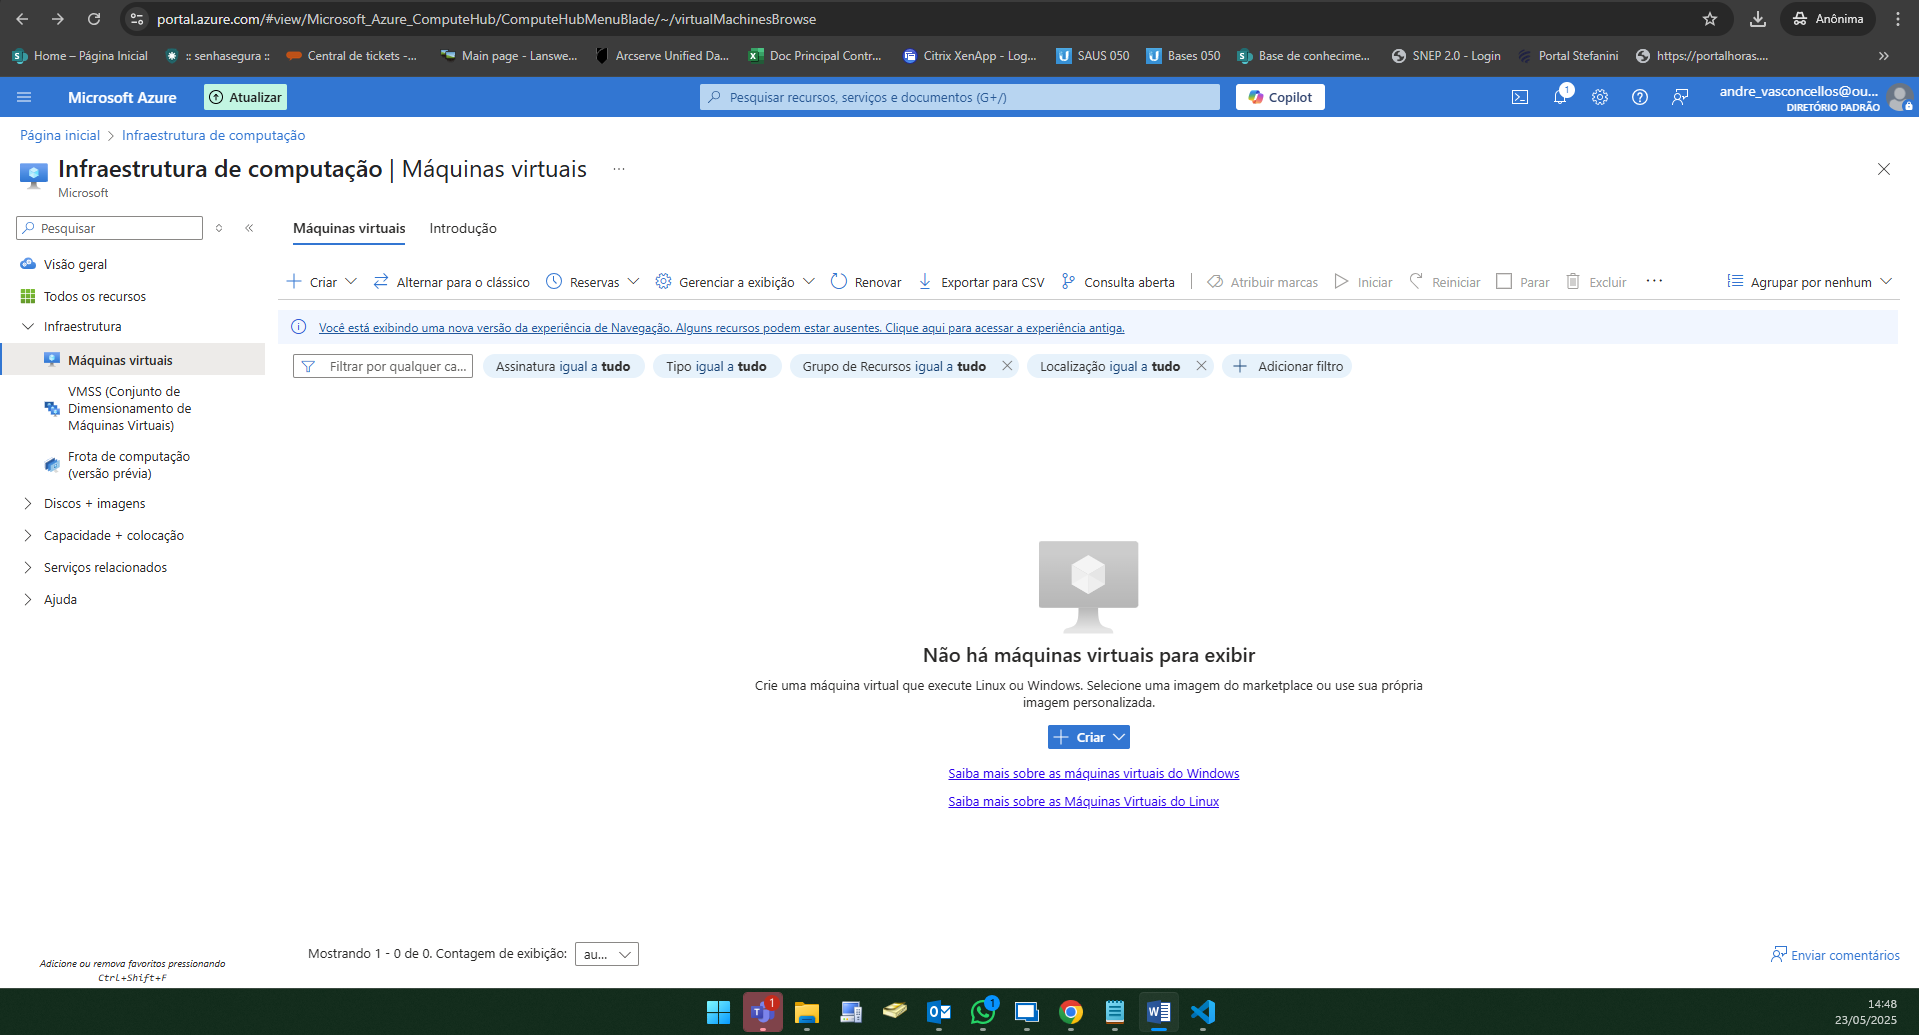 portal.azure.com/#view/Microsoft_Azure_ComputeHub/ComputeHubMenuBlade/~/virtualMachinesBrowse
Anônima
Home – Página Inicial
:: senhasegura ::
Central de tickets -...
Main page - Lanswe...
Arcserve Unified Da...
Doc Principal Contr...
Citrix XenApp - Log...
SAUS 050
Bases 050
Base de conhecime...
SNEP 2.0 - Login
Portal Stefanini
https://portalhoras....
Microsoft Azure
Atualizar
Pesquisar recursos, serviços e documentos (G+/)
Copilot
1
andre_vasconcellos@ou...
DIRETÓRIO PADRÃO
Página inicial > Infraestrutura de computação
Infraestrutura de computação | Máquinas virtuais ...
Microsoft
Pesquisar
Visão geral
Todos os recursos
Infraestrutura
Máquinas virtuais
VMSS (Conjunto de
Dimensionamento de
Máquinas Virtuais)
Frota de computação
(versão prévia)
Discos + imagens
Capacidade + colocação
Serviços relacionados
Ajuda
Adicione ou remova favoritos pressionando
Ctrl+Shift+F
Máquinas virtuais
Introdução
Criar
Alternar para o clássico
Reservas
Gerenciar a exibição
Renovar
Exportar para CSV
Consulta aberta
Atribuir marcas
Iniciar
Reiniciar
Parar
Excluir
...
Agrupar por nenhum
Você está exibindo uma nova versão da experiência de Navegação. Alguns recursos podem estar ausentes. Clique aqui para acessar a experiência antiga.
Filtrar por qualquer ca...
Assinatura igual a tudo
Tipo igual a tudo
Grupo de Recursos igual a tudo
Localização igual a tudo
Adicionar filtro
Não há máquinas virtuais para exibir
Crie uma máquina virtual que execute Linux ou Windows. Selecione uma imagem do marketplace ou use sua própria
imagem personalizada.
Criar
Saiba mais sobre as máquinas virtuais do Windows
Saiba mais sobre as Máquinas Virtuais do Linux
Mostrando 1 - 0 de 0. Contagem de exibição:
au...
Enviar comentários
1
1
14:48
23/05/2025